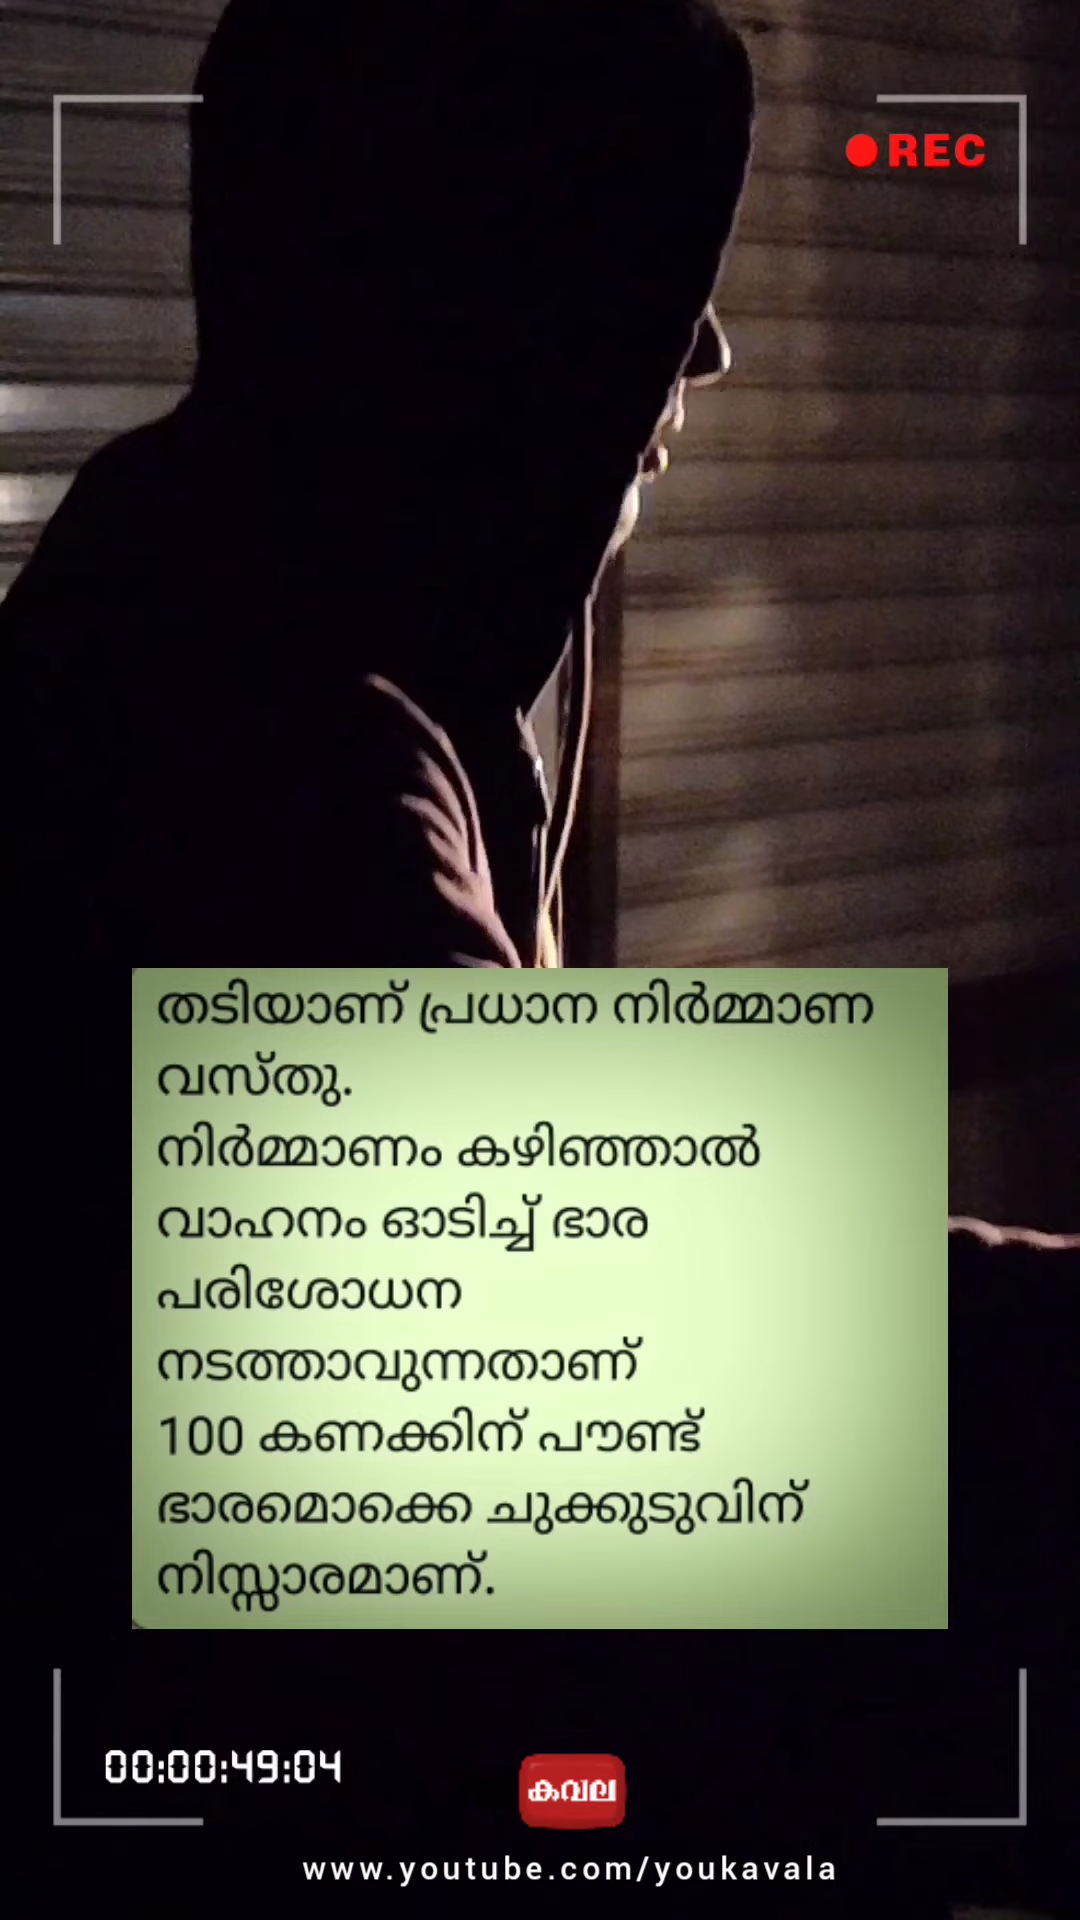 REC
തടിയാണ് പ്രധാന നിർമ്മാണ
വസ്തു.
നിർമ്മാണം കഴിഞ്ഞാൽ
വാഹനം ഓടിച്ച് ഭാര
പരിശോധന
നടത്താവുന്നതാണ്
100 കണക്കിന് പൗണ്ട്
ഭാരമൊക്കെ ചുക്കുടുവിന്
നിസ്സാരമാണ്.
00:00:49:04
കവല
www.youtube.com/youkavala